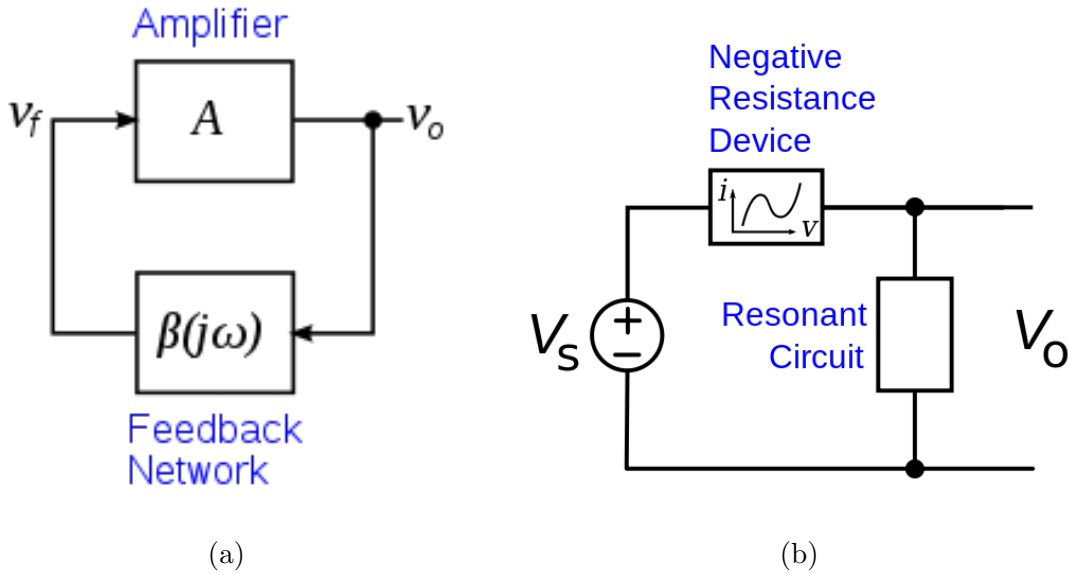 Amplifier
v_f
A
v_o
β(jω)
Feedback
Network
(a)
Negative
Resistance
Device
i
v
V_S
+
−
Resonant
Circuit
V_o
(b)